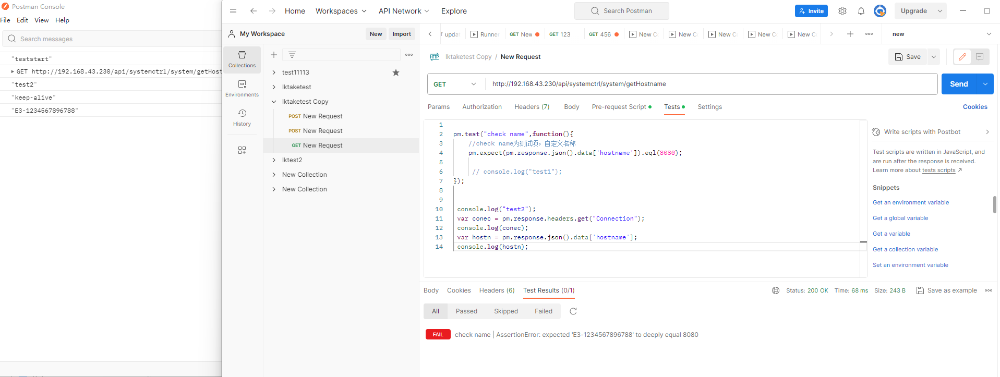 Postman Console
File Edit View Help
Search messages
"teststart"
GET http://192.168.43.230/api/systemctrl/system/getHost
"test2"
"keep-alive"
"E3-1234567896788"
Home Workspaces API Network Explore
Search Postman
Invite
Upgrade
My Workspace
New Import
Collections
Environments
History
test11113
lktaketest
lktaketest Copy
POST New Request
POST New Request
GET New Request
lktest2
New Collection
New Collection
updat Runner GET New GET 123 GET 456 New C New C New C New C New C new
HTTP lktaketest Copy / New Request
Save
GET http://192.168.43.230/api/systemctrl/system/getHostname
Send
Params Authorization Headers (7) Body Pre-request Script Tests Settings Cookies
1
2 pm.test("check name",function(){
3 //check name为测试项，自定义名称
4 pm.expect(pm.response.json().data['hostname']).eql(8080);
5
6 // console.log("test1");
7 });
8
9
10 console.log("test2");
11 var conec = pm.response.headers.get("Connection");
12 console.log(conec);
13 var hostn = pm.response.json().data['hostname'];
14 console.log(hostn);
Write scripts with Postbot
Test scripts are written in JavaScript, and
are run after the response is received.
Learn more about tests scripts ↗
Snippets
Get an environment variable
Get a global variable
Get a variable
Get a collection variable
Set an environment variable
Body Cookies Headers (6) Test Results (0/1)
Status: 200 OK Time: 68 ms Size: 243 B Save as example
All Passed Skipped Failed
FAIL check name | AssertionError: expected 'E3-1234567896788' to deeply equal 8080